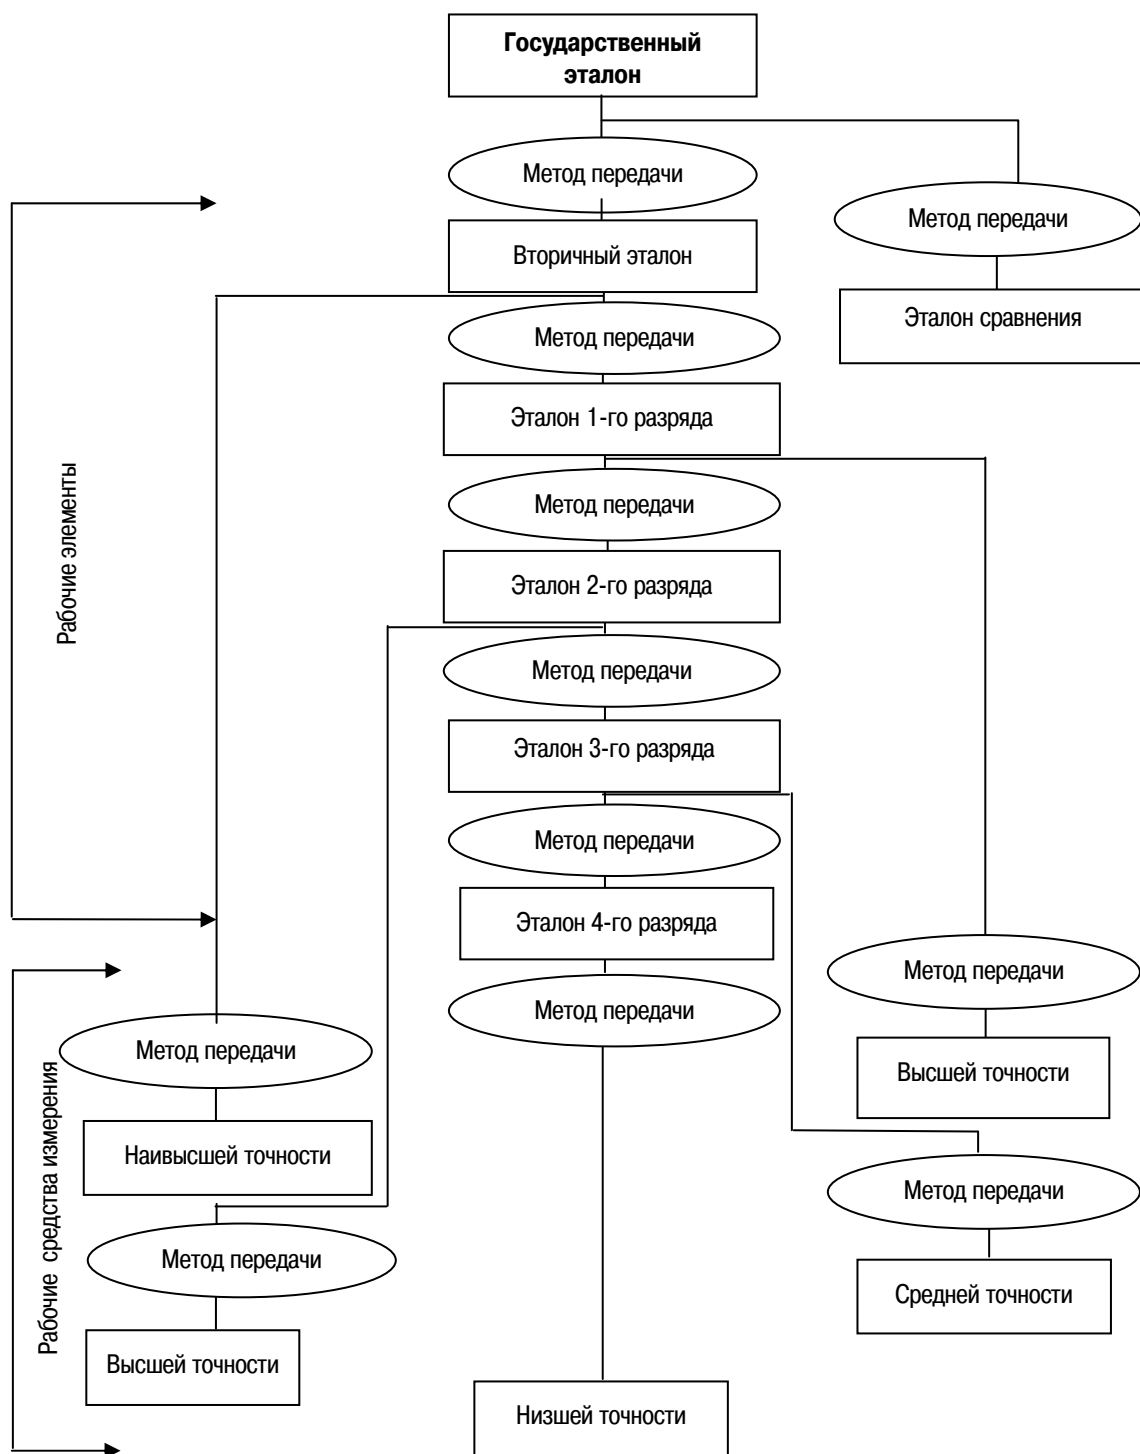 Государственный
эталон
Метод передачи
Метод передачи
Вторичный эталон
Эталон сравнения
Метод передачи
Эталон 1-го разряда
Метод передачи
Эталон 2-го разряда
Рабочие элементы
Метод передачи
Эталон 3-го разряда
Метод передачи
Эталон 4-го разряда
Метод передачи
Метод передачи
Метод передачи
Высшей точности
Рабочие средства измерения
Наивысшей точности
Метод передачи
Метод передачи
Средней точности
Высшей точности
Низшей точности